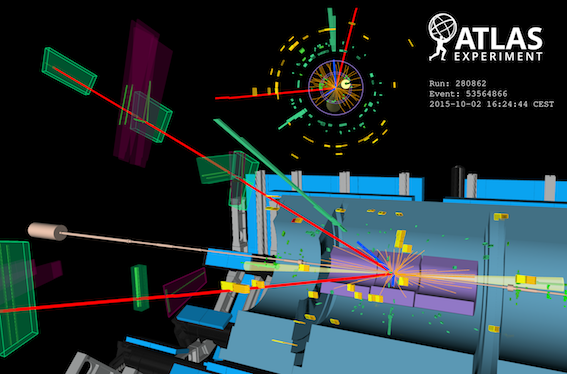 ATLAS
EXPERIMENT
Run: 280862
Event: 53564866
2015-10-02 16:24:44 CEST